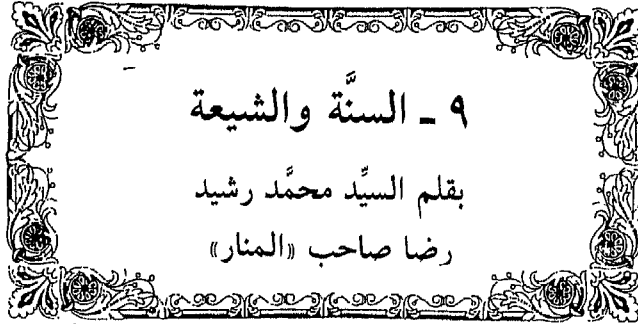 ٩ ـ السنَّة والشيعة
بقلم السيِّد محمَّد رشيد
رضا صاحب «المنار»